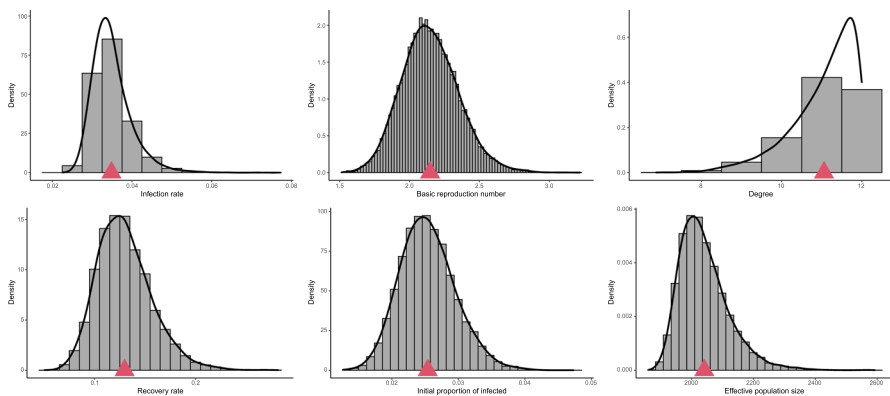 100
75
50
25
0
Density
0.02 0.04 0.06 0.08
Infection rate
2.0
1.5
1.0
0.5
0.0
Density
1.5 2.0 2.5 3.0
Basic reproduction number
0.6
0.4
0.2
0.0
Density
8 10 12
Degree
15
10
5
0
Density
0.1 0.2
Recovery rate
100
75
50
25
0
Density
0.02 0.03 0.04 0.05
Initial proportion of infected
0.006
0.004
0.002
0.000
Density
2000 2200 2400 2600
Effective population size